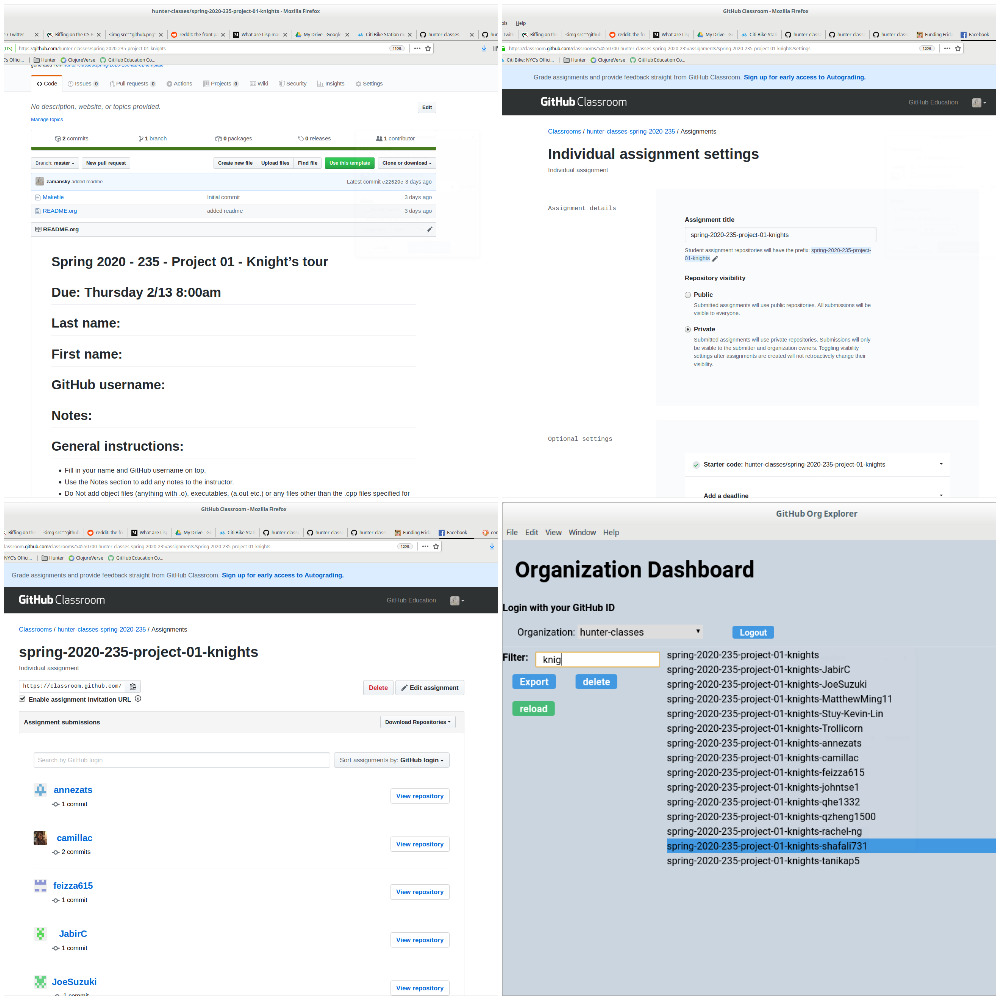 hunter-classes/spring-2020-235-project-01-knights - Mozilla Firefox
Code Issues 0 Pull requests 0 Actions Projects 0 Wiki Security Insights Settings
No description, website, or topics provided. Edit
Manage topics
2 commits 1 branch 0 packages 0 releases 1 contributor
Branch: master New pull request Create new file Upload files Find file Use this template Clone or download
zamansky added readme Latest commit 3 days ago
Makefile initial commit 3 days ago
README.org added readme 3 days ago
README.org
Spring 2020 - 235 - Project 01 - Knight's tour
Due: Thursday 2/13 8:00am
Last name:
First name:
GitHub username:
Notes:
General instructions:
• Fill in your name and GitHub username on top.
• Use the Notes section to add any notes to the instructor.
• Do Not add object files (anything with .o), executables, (a.out etc.) or any files other than the .cpp files specified for
GitHub Classroom - Mozilla Firefox
Help
Grade assignments and provide feedback straight from GitHub Classroom. Sign up for early access to Autograding.
GitHub Classroom GitHub Education
Classrooms / hunter-classes-spring-2020-235 / Assignments
Individual assignment settings
Individual assignment
Assignment details
Assignment title
spring-2020-235-project-01-knights
Student assignment repositories will have the prefix: spring-2020-235-project-
01-knights
Repository visibility
Public
Submitted assignments will use public repositories. All submissions will be
visible to everyone.
Private
Submitted assignments will use private repositories. Submissions will only
be visible to the submitter and organization owners. Toggling visibility
settings after assignments are created will not retroactively change their
visibility.
Optional settings
Starter code: hunter-classes/spring-2020-235-project-01-knights
Add a deadline
GitHub Classroom - Mozilla Firefox
Grade assignments and provide feedback straight from GitHub Classroom. Sign up for early access to Autograding.
GitHub Classroom GitHub Education
Classrooms / hunter-classes-spring-2020-235 / Assignments
spring-2020-235-project-01-knights
Individual assignment
https://classroom.github.com/ Delete Edit assignment
Enable assignment invitation URL
Assignment submissions Download Repositories
Search by GitHub login Sort assignments by: GitHub login
annezats View repository
1 commit
camillac View repository
2 commits
feizza615 View repository
1 commit
JabirC View repository
1 commit
JoeSuzuki View repository
1 commit
GitHub Org Explorer
File Edit View Window Help
Organization Dashboard
Login with your GitHub ID
Organization: hunter-classes Logout
Filter: knig
Export delete
reload
spring-2020-235-project-01-knights
spring-2020-235-project-01-knights-JabirC
spring-2020-235-project-01-knights-JoeSuzuki
spring-2020-235-project-01-knights-MatthewMing11
spring-2020-235-project-01-knights-Stuy-Kevin-Lin
spring-2020-235-project-01-knights-Trollicorn
spring-2020-235-project-01-knights-annezats
spring-2020-235-project-01-knights-camillac
spring-2020-235-project-01-knights-feizza615
spring-2020-235-project-01-knights-johntse1
spring-2020-235-project-01-knights-qhe1332
spring-2020-235-project-01-knights-qzheng1500
spring-2020-235-project-01-knights-rachel-ng
spring-2020-235-project-01-knights-shafali731
spring-2020-235-project-01-knights-tanikap5